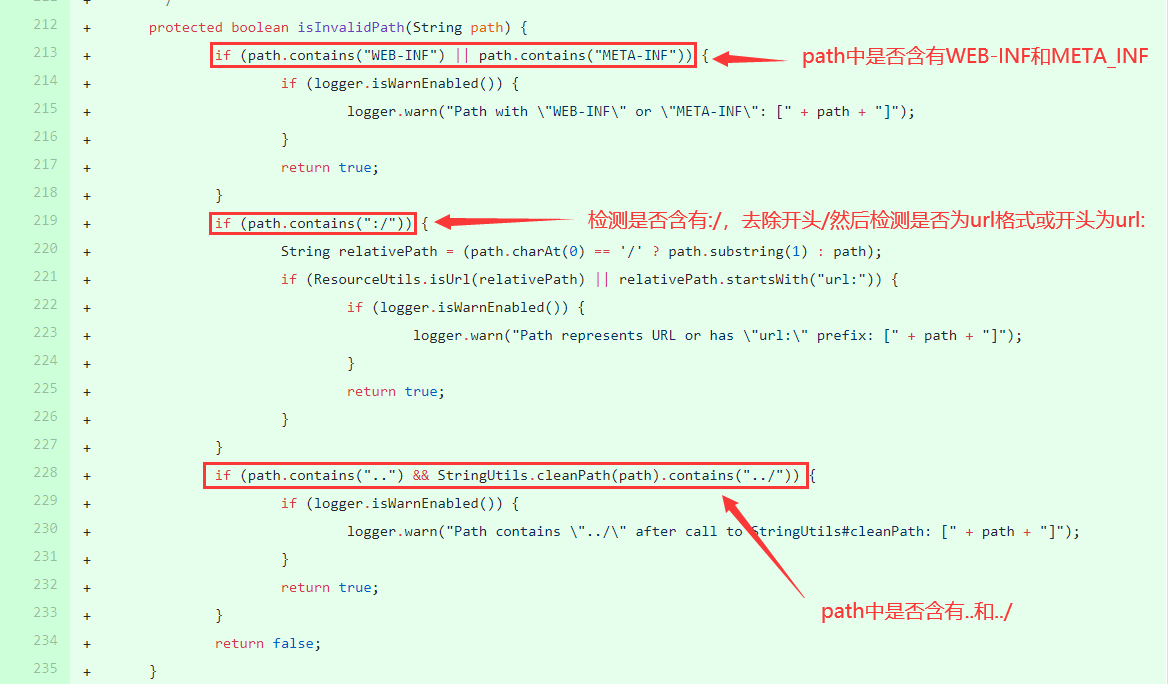 212 + protected boolean isInvalidPath(String path) {
213 + if (path.contains("WEB-INF") || path.contains("META-INF")) { path中是否含有WEB-INF和META_INF
214 + if (logger.isWarnEnabled()) {
215 + logger.warn("Path with \"WEB-INF\" or \"META-INF\": [" + path + "]");
216 + }
217 + return true;
218 + }
219 + if (path.contains(":/")) { 检测是否含有:/，去除开头/然后检测是否为url格式或开头为url:
220 + String relativePath = (path.charAt(0) == '/' ? path.substring(1) : path);
221 + if (ResourceUtils.isUrl(relativePath) || relativePath.startsWith("url:")) {
222 + if (logger.isWarnEnabled()) {
223 + logger.warn("Path represents URL or has \"url:\" prefix: [" + path + "]");
224 + }
225 + return true;
226 + }
227 + }
228 + if (path.contains("..") && StringUtils.cleanPath(path).contains("../")) {
229 + if (logger.isWarnEnabled()) {
230 + logger.warn("Path contains \"../\" after call to StringUtils#cleanPath: [" + path + "]");
231 + }
232 + return true;
233 + }
path中是否含有..和../
234 + return false;
235 + }